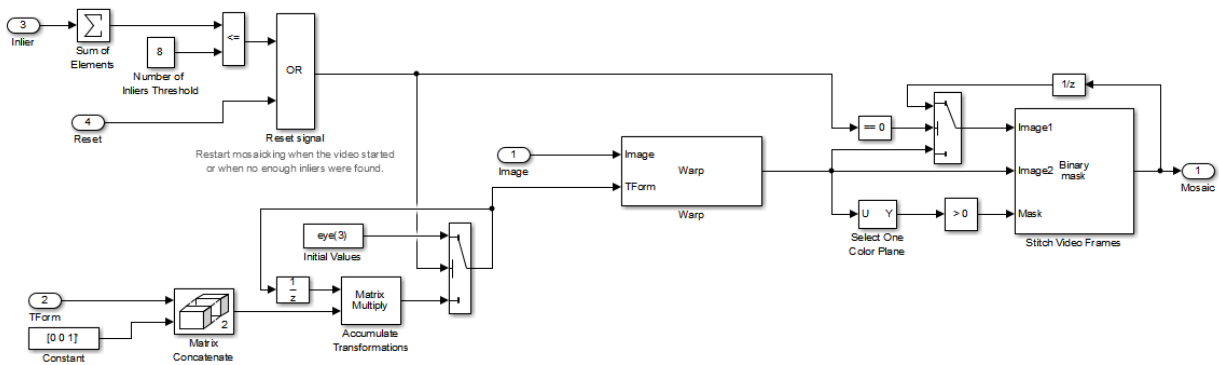 3
Inlier
Sum of
Elements
8
Number of
Inliers Threshold
<=
OR
Reset signal
4
Reset
Restart mosaicking when the video started
or when no enough inliers were found.
1
Image
Image
TForm
Warp
Warp
== 0
1/z
Image1
Image2
Mask
Binary
mask
Stitch Video Frames
1
Mosaic
U Y
Select One
Color Plane
> 0
eye(3)
Initial Values
1
z
Matrix
Multiply
Accumulate
Transformations
2
TForm
[0 0 1]'
Constant
2
Matrix
Concatenate